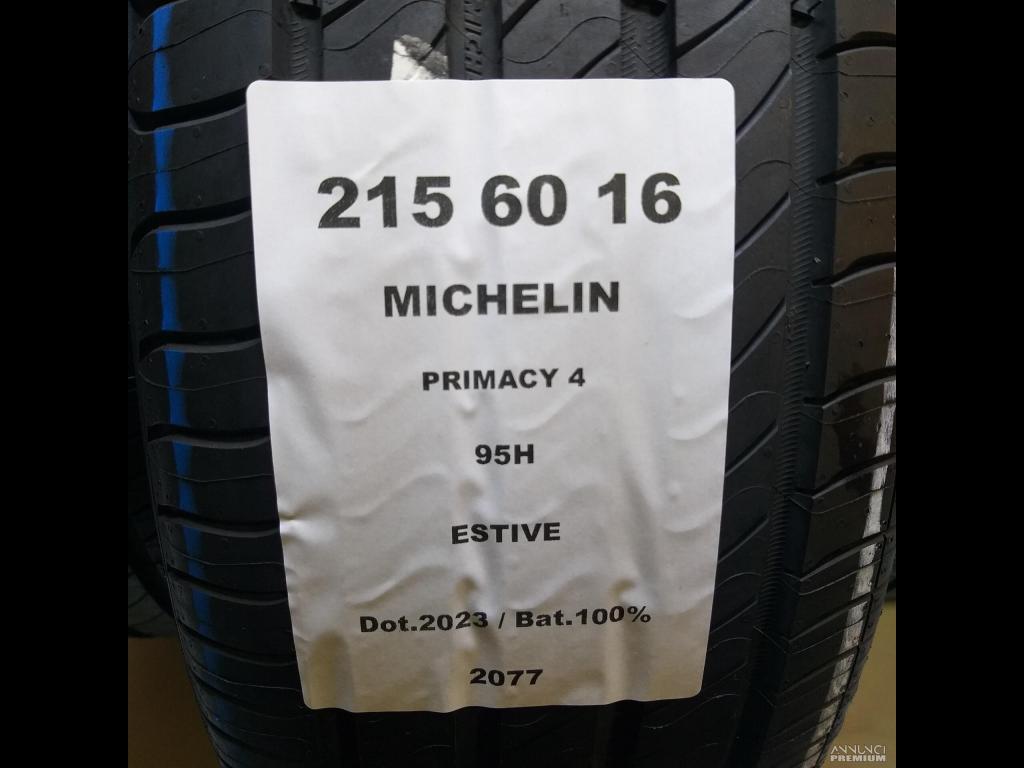 215 60 16
MICHELIN
PRIMACY 4
95H
ESTIVE
Dot.2023 / Bat.100%
2077
ANNUNCI
PREMIUM